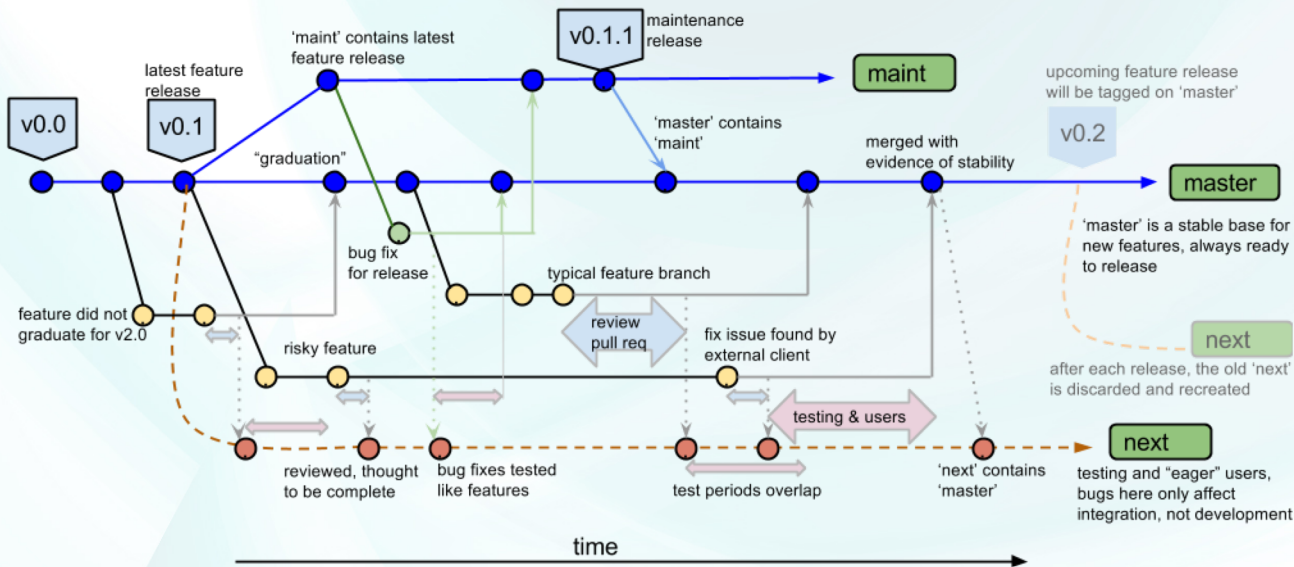 v0.0
latest feature
release
v0.1
‘maint’ contains latest
feature release
v0.1.1
maintenance
release
maint
upcoming feature release
will be tagged on ‘master’
v0.2
“graduation”
‘master’ contains
‘maint’
merged with
evidence of stability
master
‘master’ is a stable base for
new features, always ready
to release
bug fix
for release
typical feature branch
feature did not
graduate for v2.0
review
pull req
risky feature
fix issue found by
external client
next
after each release, the old ‘next’
is discarded and recreated
testing & users
reviewed, thought
to be complete
bug fixes tested
like features
test periods overlap
‘next’ contains
‘master’
next
testing and “eager” users,
bugs here only affect
integration, not development
time